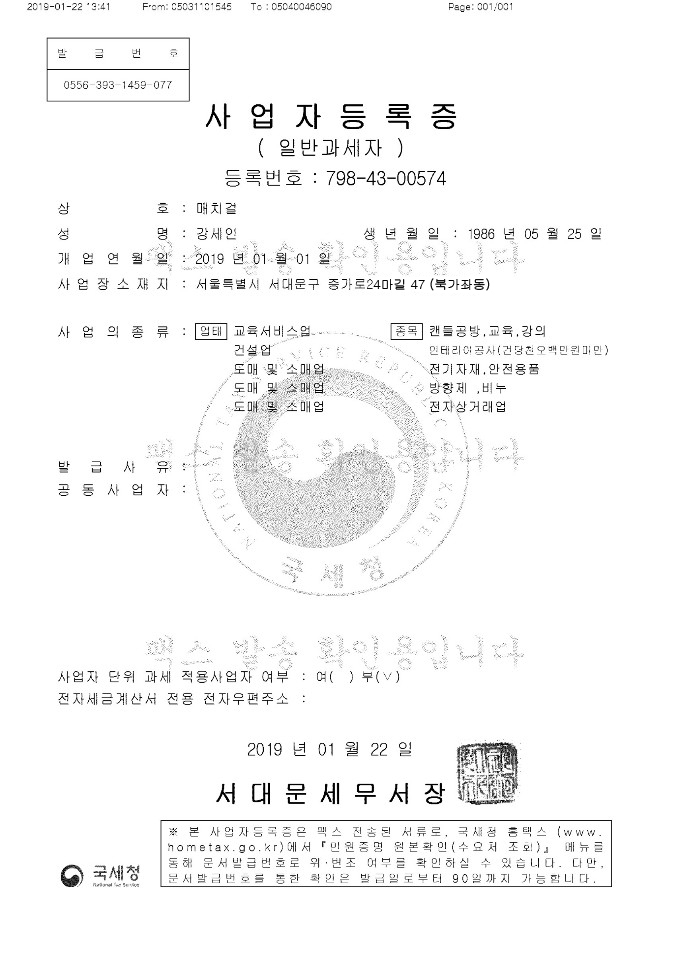 2019-01-22 13:41 From: 05031101545 To : 05040046090 Page: 001/001
발 급 번 호
0556-393-1459-077
사 업 자 등 록 증
( 일반과세자 )
등록번호 : 798-43-00574
상 호 : 매치걸
성 명 : 강세인 생 년 월 일 : 1986 년 05 월 25 일
개 업 연 월 일 : 2019 년 01 월 01 일
팩스 발송 확인용입니다
사 업 장 소 재 지 : 서울특별시 서대문구 증가로24마길 47 (북가좌동)
사 업 의 종 류 : 업태 교육서비스업 종목 캔들공방,교육,강의
건설업 인테리어공사(건당천오백만원미만)
도매 및 소매업 전기자재,안전용품
도매 및 소매업 방향제 ,비누
도매 및 소매업 전자상거래업
NATIONAL TAX SERVICE REPUBLIC OF KOREA
팩스 발송 확인용입니다
발 급 사 유 :
공 동 사 업 자 :
국세청
팩스 발송 확인용입니다
사업자 단위 과세 적용사업자 여부 : 여( ) 부(∨)
전자세금계산서 전용 전자우편주소 :
2019 년 01 월 22 일
서 대 문 세 무 서 장
※ 본 사업자등록증은 팩스 전송된 서류로, 국세청 홈택스 (www.
hometax.go.kr)에서『민원증명 원본확인(수요처 조회)』 메뉴를
통해 문서발급번호로 위·변조 여부를 확인하실 수 있습니다. 다만,
문서발급번호를 통한 확인은 발급일로부터 90일까지 가능합니다.
국세청
National Tax Service